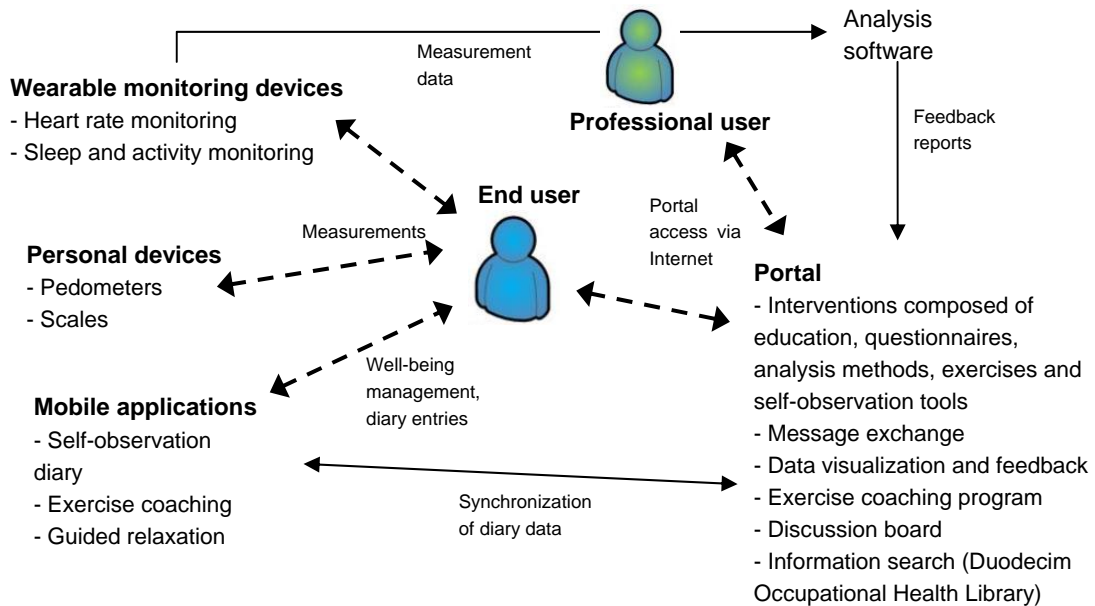 Measurement
data
Analysis
software
Wearable monitoring devices
- Heart rate monitoring
- Sleep and activity monitoring
Professional user
Feedback
reports
End user
Measurements
Portal
access via
Internet
Personal devices
- Pedometers
- Scales
Well-being
management,
diary entries
Mobile applications
- Self-observation
diary
- Exercise coaching
- Guided relaxation
Synchronization
of diary data
Portal
- Interventions composed of
education, questionnaires,
analysis methods, exercises and
self-observation tools
- Message exchange
- Data visualization and feedback
- Exercise coaching program
- Discussion board
- Information search (Duodecim
Occupational Health Library)